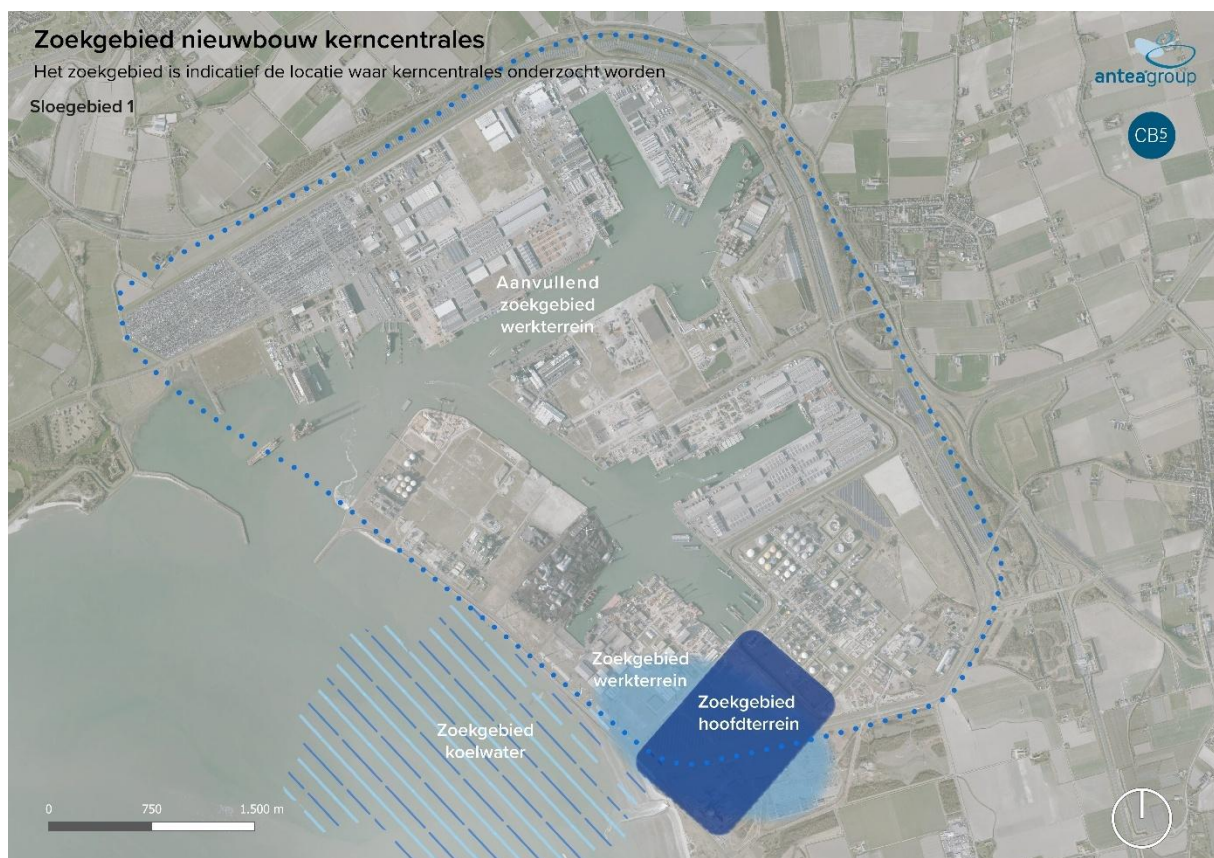 Zoekgebied nieuwbouw kerncentrales
Het zoekgebied is indicatief de locatie waar kerncentrales onderzocht worden
Sloegebied 1
anteagroup
CB5
Aanvullend
zoekgebied
werkterrein
Zoekgebied
werkterrein
Zoekgebied
hoofdterrein
Zoekgebied
koelwater
0 750 1.500 m